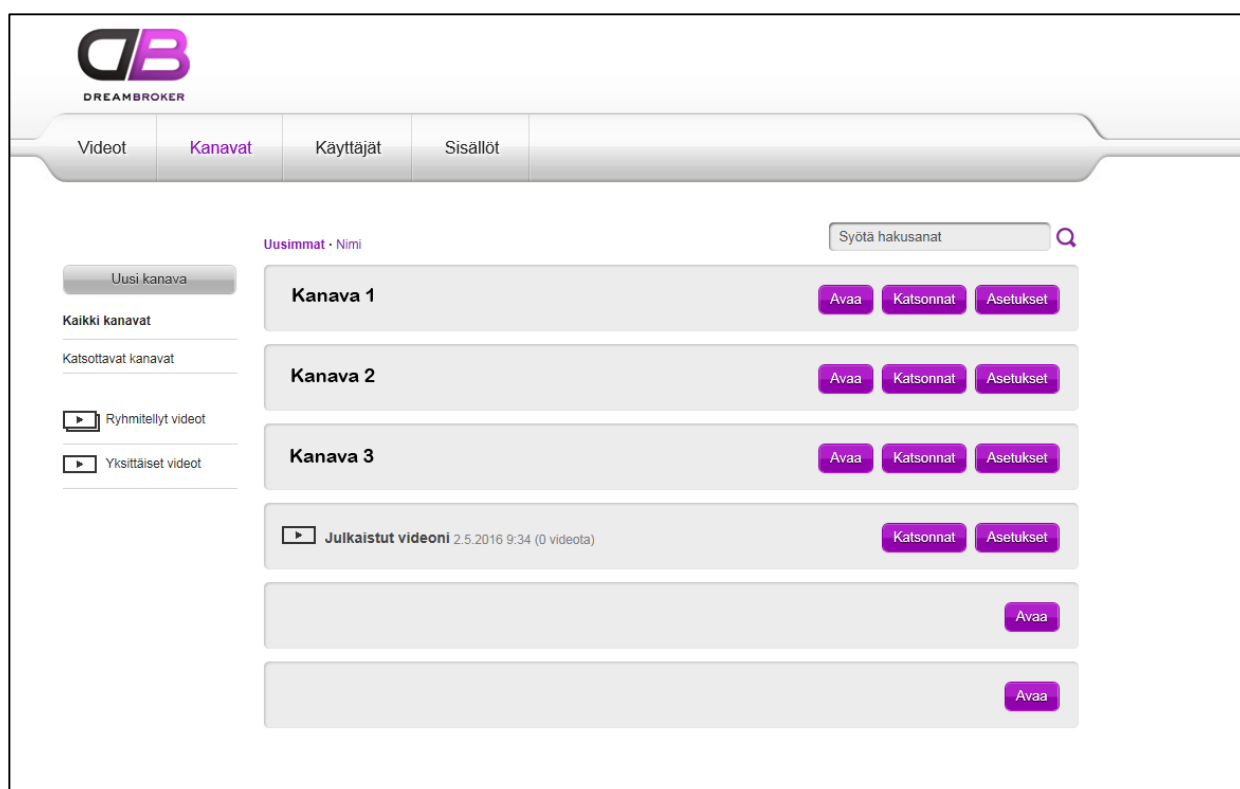 DB
DREAMBROKER
Videot Kanavat Käyttäjät Sisällöt
Uusimmat · Nimi
Syötä hakusanat
Uusi kanava
Kaikki kanavat
Katsottavat kanavat
Ryhmitellyt videot
Yksittäiset videot
Kanava 1 Avaa Katsonnat Asetukset
Kanava 2 Avaa Katsonnat Asetukset
Kanava 3 Avaa Katsonnat Asetukset
Julkaistut videoni 2.5.2016 9:34 (0 videota) Katsonnat Asetukset
Avaa
Avaa